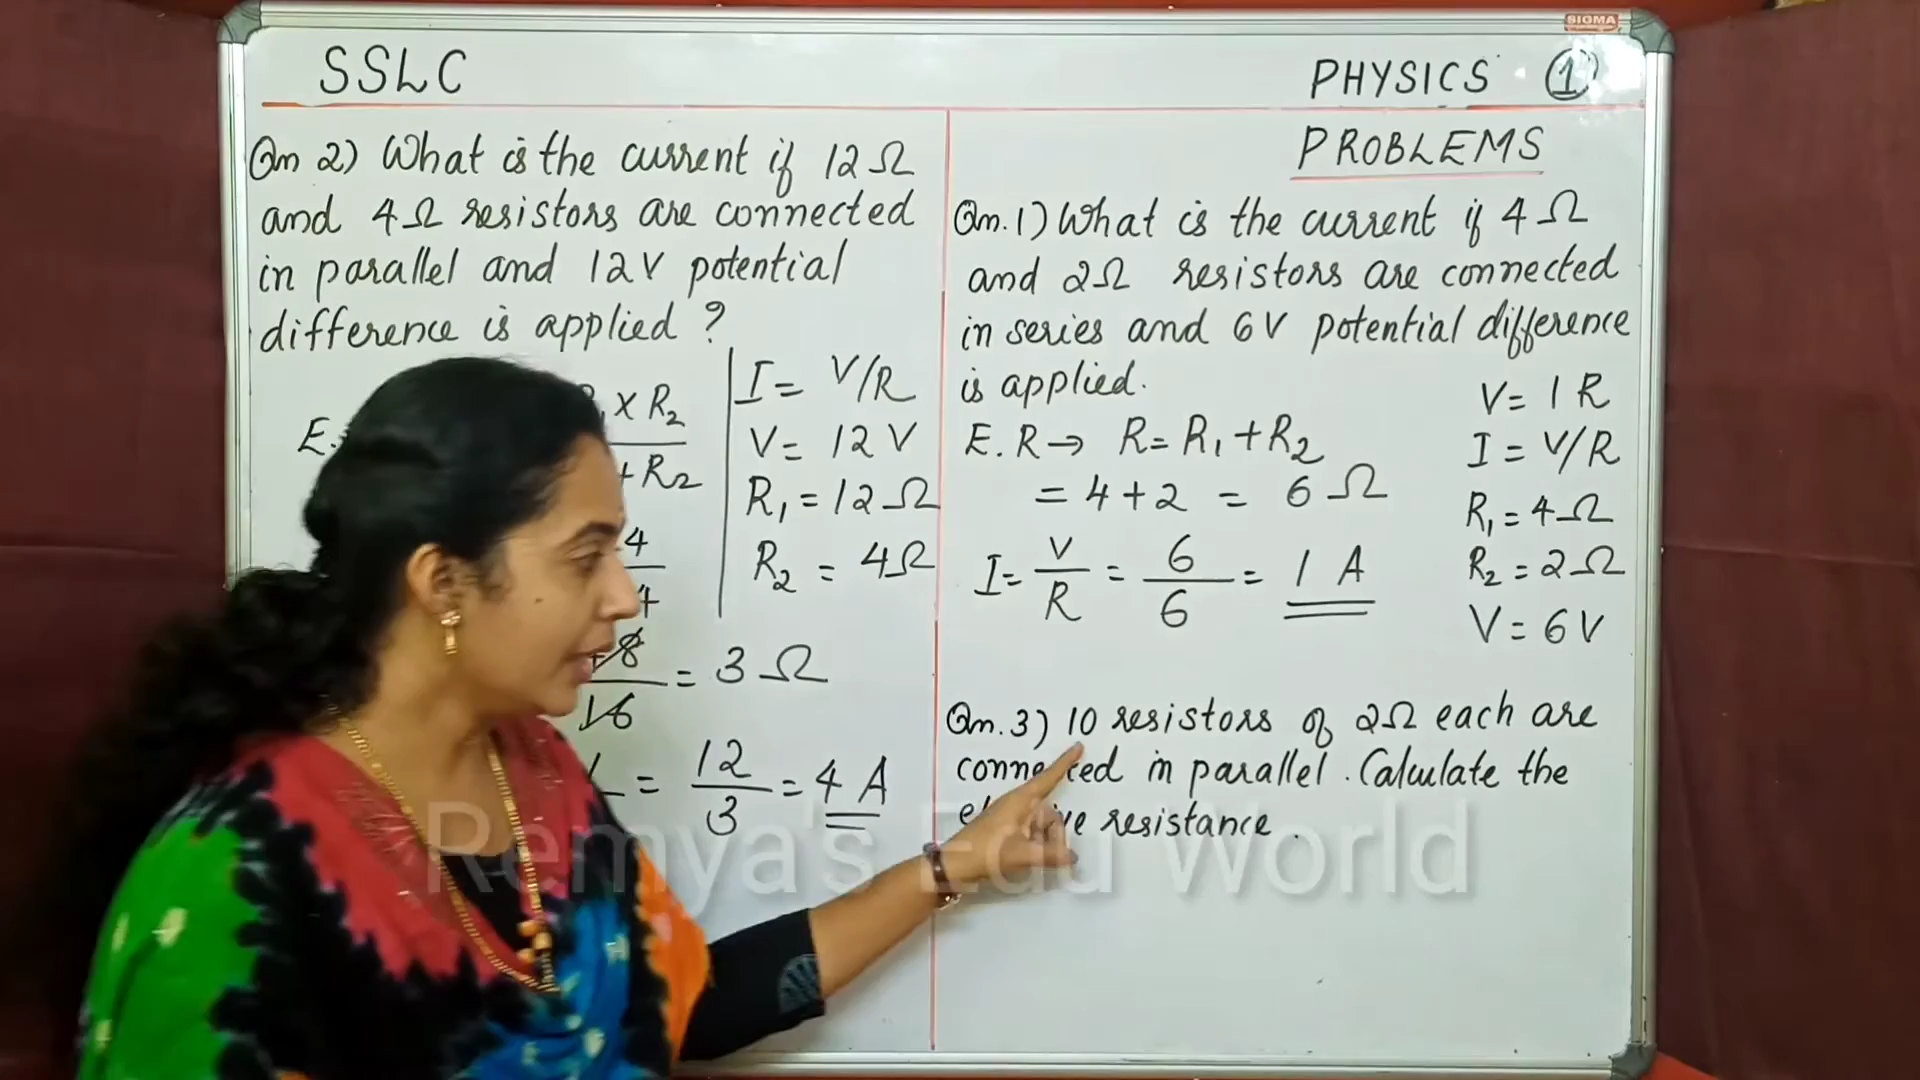 SIGMA
SSLC
PHYSICS 1
Qn 2) What is the current if 12Ω
and 4Ω resistors are connected
in parallel and 12V potential
difference is applied ?
× R2
+R2
4
4
48
16
= 3Ω
= 12/3 = 4 A
I = V/R
V = 12 V
R1 = 12Ω
R2 = 4Ω
PROBLEMS
Qn. 1) What is the current if 4Ω
and 2Ω resistors are connected
in series and 6V potential difference
is applied.
E.R → R = R1 + R2
= 4 + 2 = 6Ω
I = V/R = 6/6 = 1 A
V = I R
I = V/R
R1 = 4Ω
R2 = 2Ω
V = 6V
Qn. 3) 10 resistors of 2Ω each are
connected in parallel. Calculate the
resistance.
Remya's Edu World